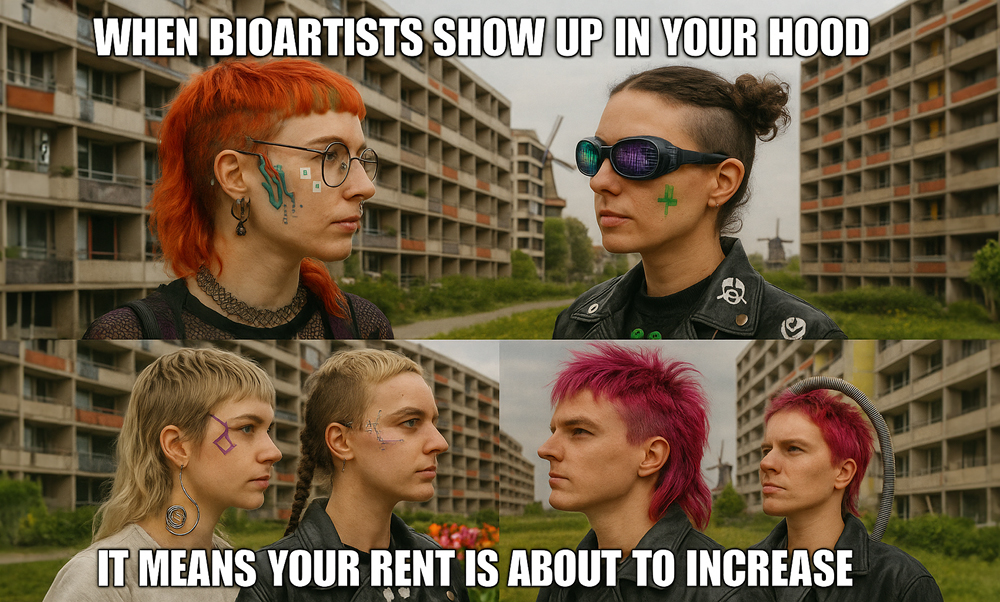 WHEN BIOARTISTS SHOW UP IN YOUR HOOD
IT MEANS YOUR RENT IS ABOUT TO INCREASE